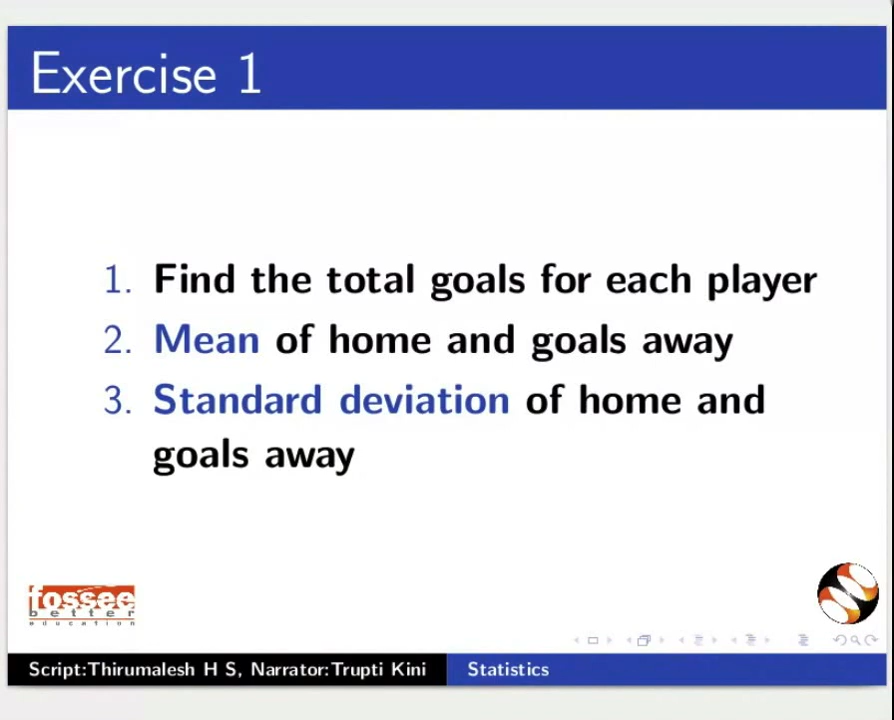 Exercise 1
1. Find the total goals for each player
2. Mean of home and goals away
3. Standard deviation of home and
goals away
fossee
better
education
Script:Thirumalesh H S, Narrator:Trupti Kini Statistics